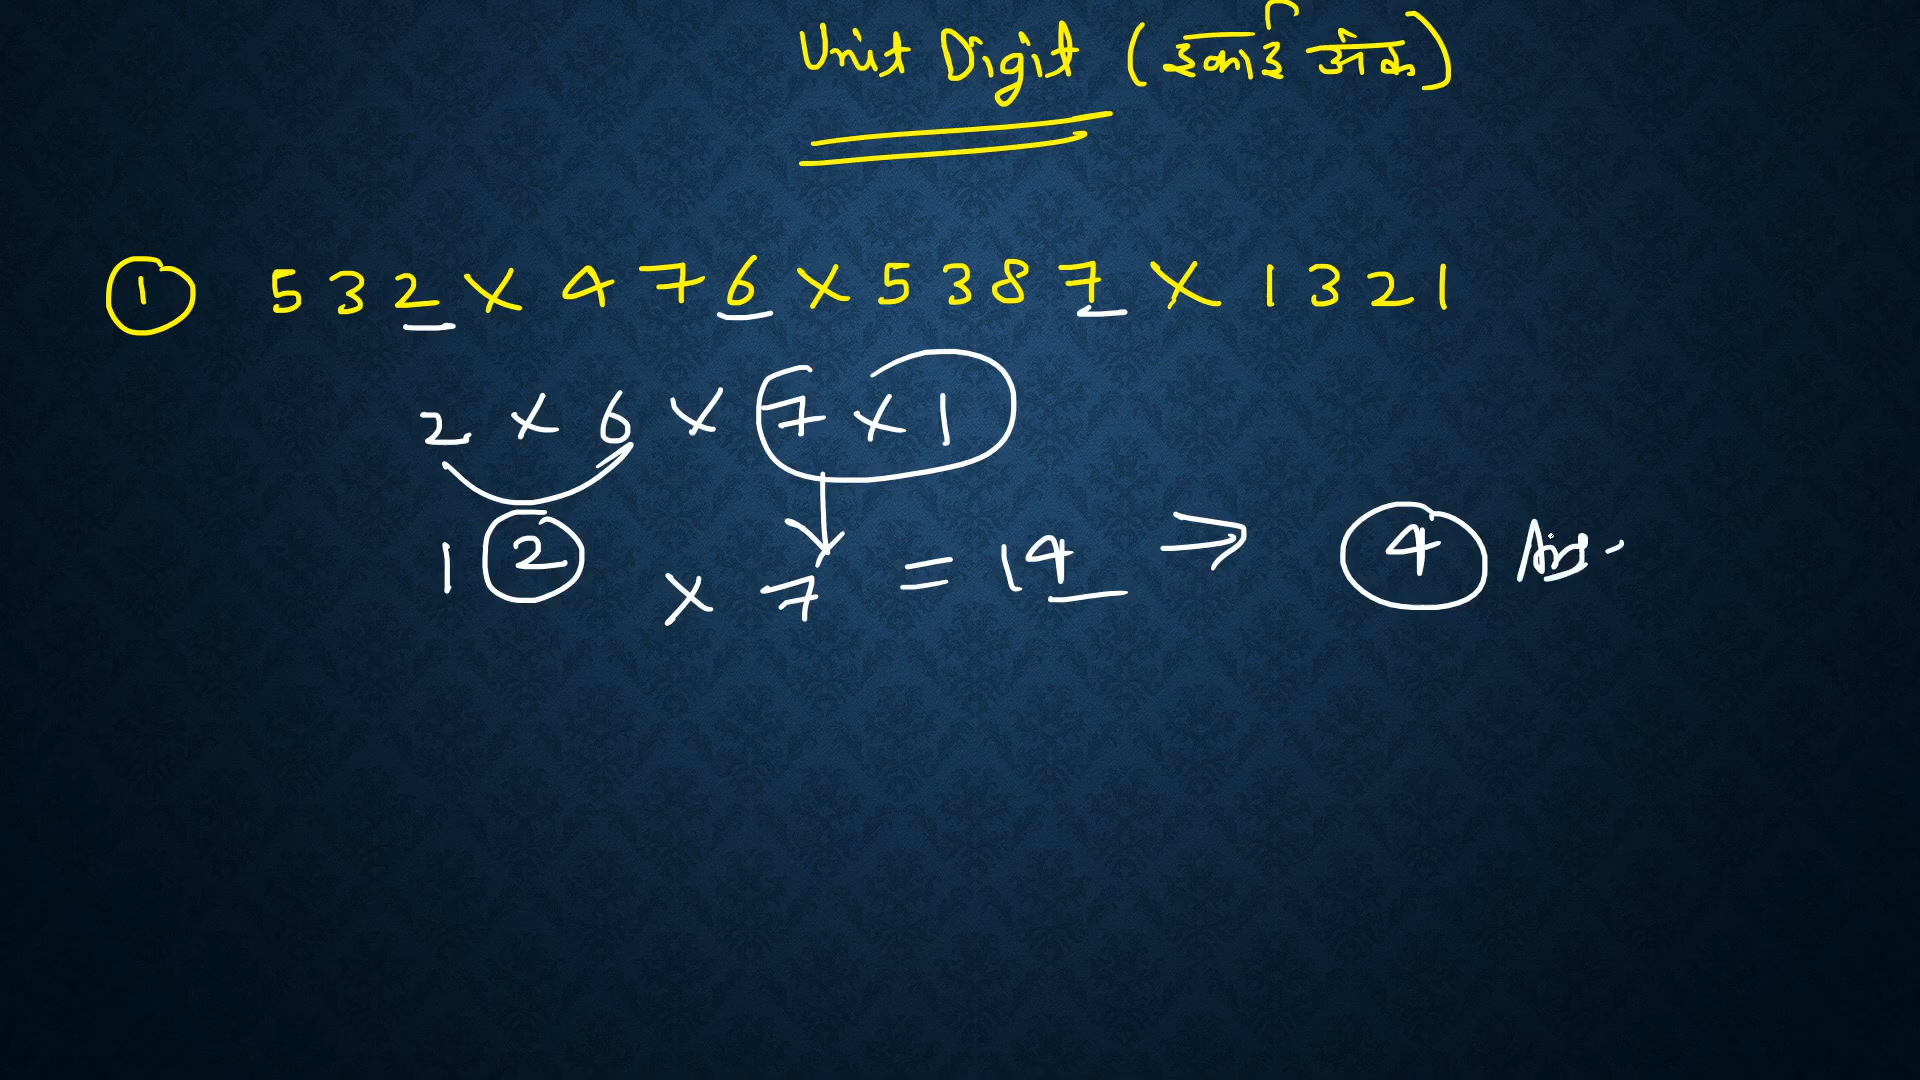 Unit Digit (इकाई अंक)
① 532 × 476 × 5387 × 1321
2 × 6 × 7 × 1
12 × 7 = 14 ⇒ 4 Ans.